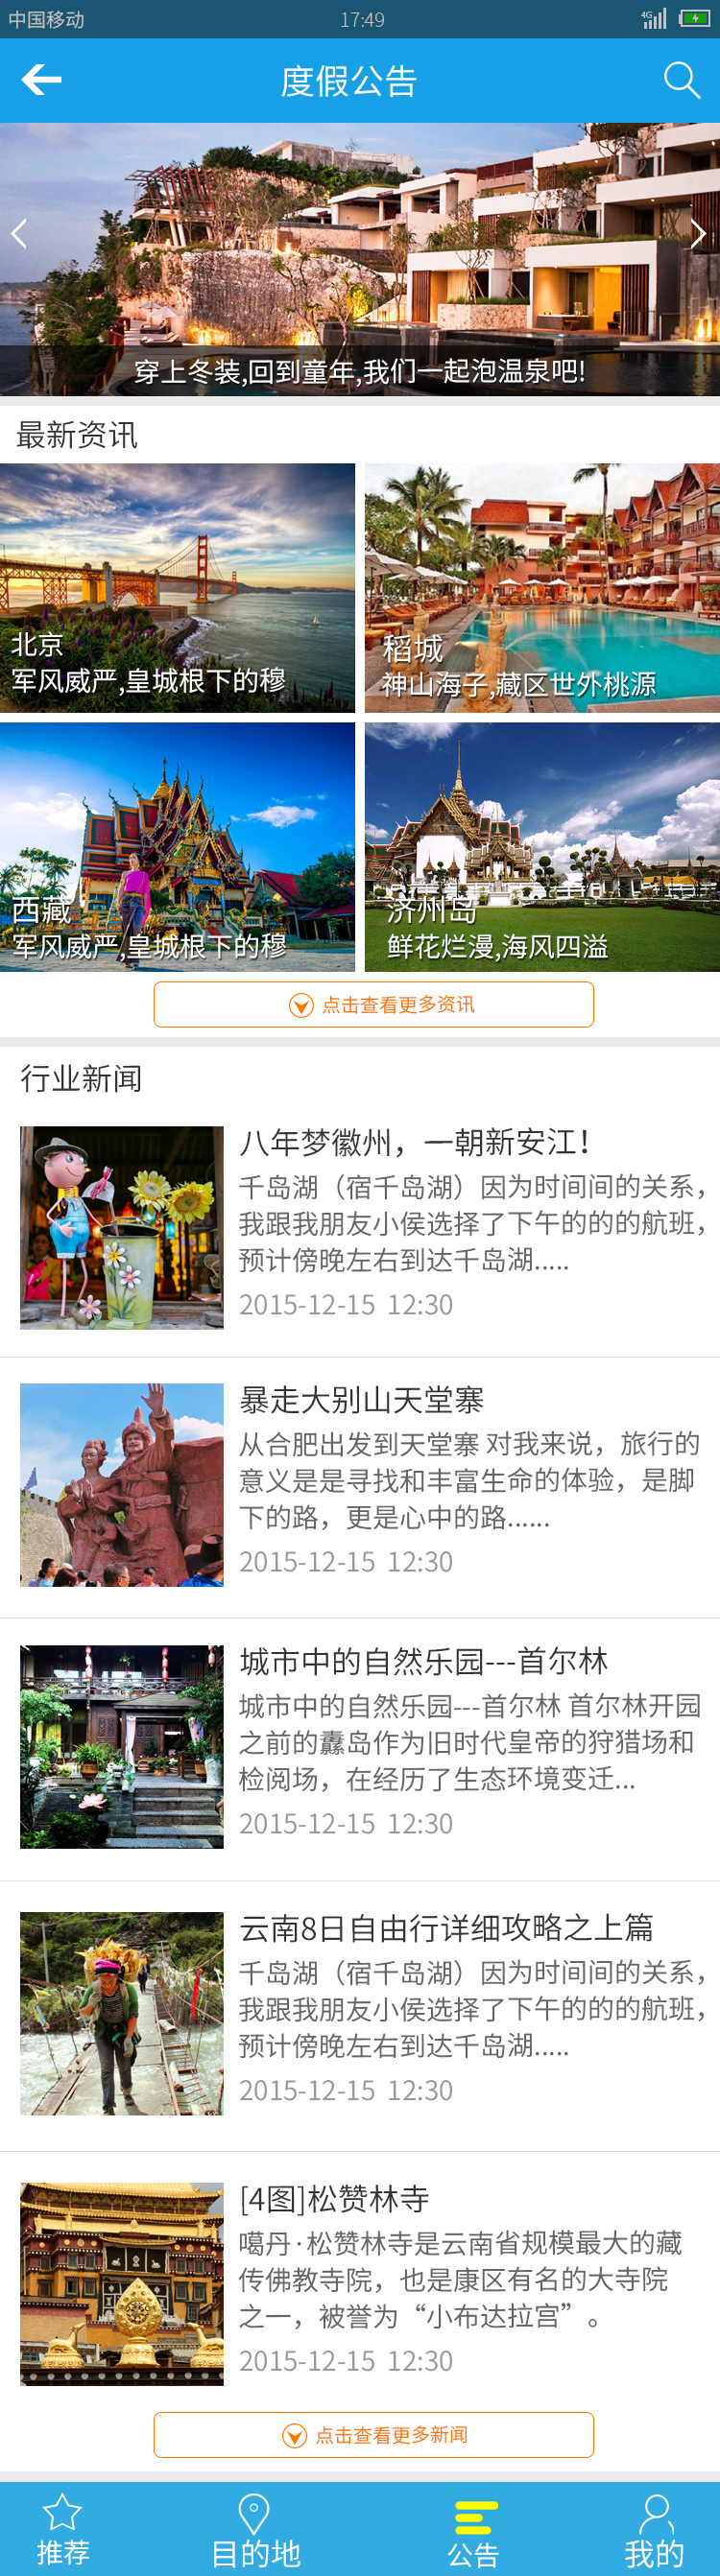 中国移动 17:49 4G
度假公告
穿上冬装,回到童年,我们一起泡温泉吧!
最新资讯
北京
军风威严,皇城根下的穆
稻城
神山海子,藏区世外桃源
西藏
军风威严,皇城根下的穆
济州岛
鲜花烂漫,海风四溢
点击查看更多资讯
行业新闻
八年梦徽州，一朝新安江！
千岛湖（宿千岛湖）因为时间间的关系，
我跟我朋友小侯选择了下午的的的航班，
预计傍晚左右到达千岛湖.....
2015-12-15 12:30
暴走大别山天堂寨
从合肥出发到天堂寨 对我来说，旅行的
意义是是寻找和丰富生命的体验，是脚
下的路，更是心中的路......
2015-12-15 12:30
城市中的自然乐园---首尔林
城市中的自然乐园---首尔林 首尔林开园
之前的纛岛作为旧时代皇帝的狩猎场和
检阅场，在经历了生态环境变迁...
2015-12-15 12:30
云南8日自由行详细攻略之上篇
千岛湖（宿千岛湖）因为时间间的关系，
我跟我朋友小侯选择了下午的的的航班，
预计傍晚左右到达千岛湖.....
2015-12-15 12:30
[4图]松赞林寺
噶丹·松赞林寺是云南省规模最大的藏
传佛教寺院，也是康区有名的大寺院
之一，被誉为“小布达拉宫”。
2015-12-15 12:30
点击查看更多新闻
推荐 目的地 公告 我的